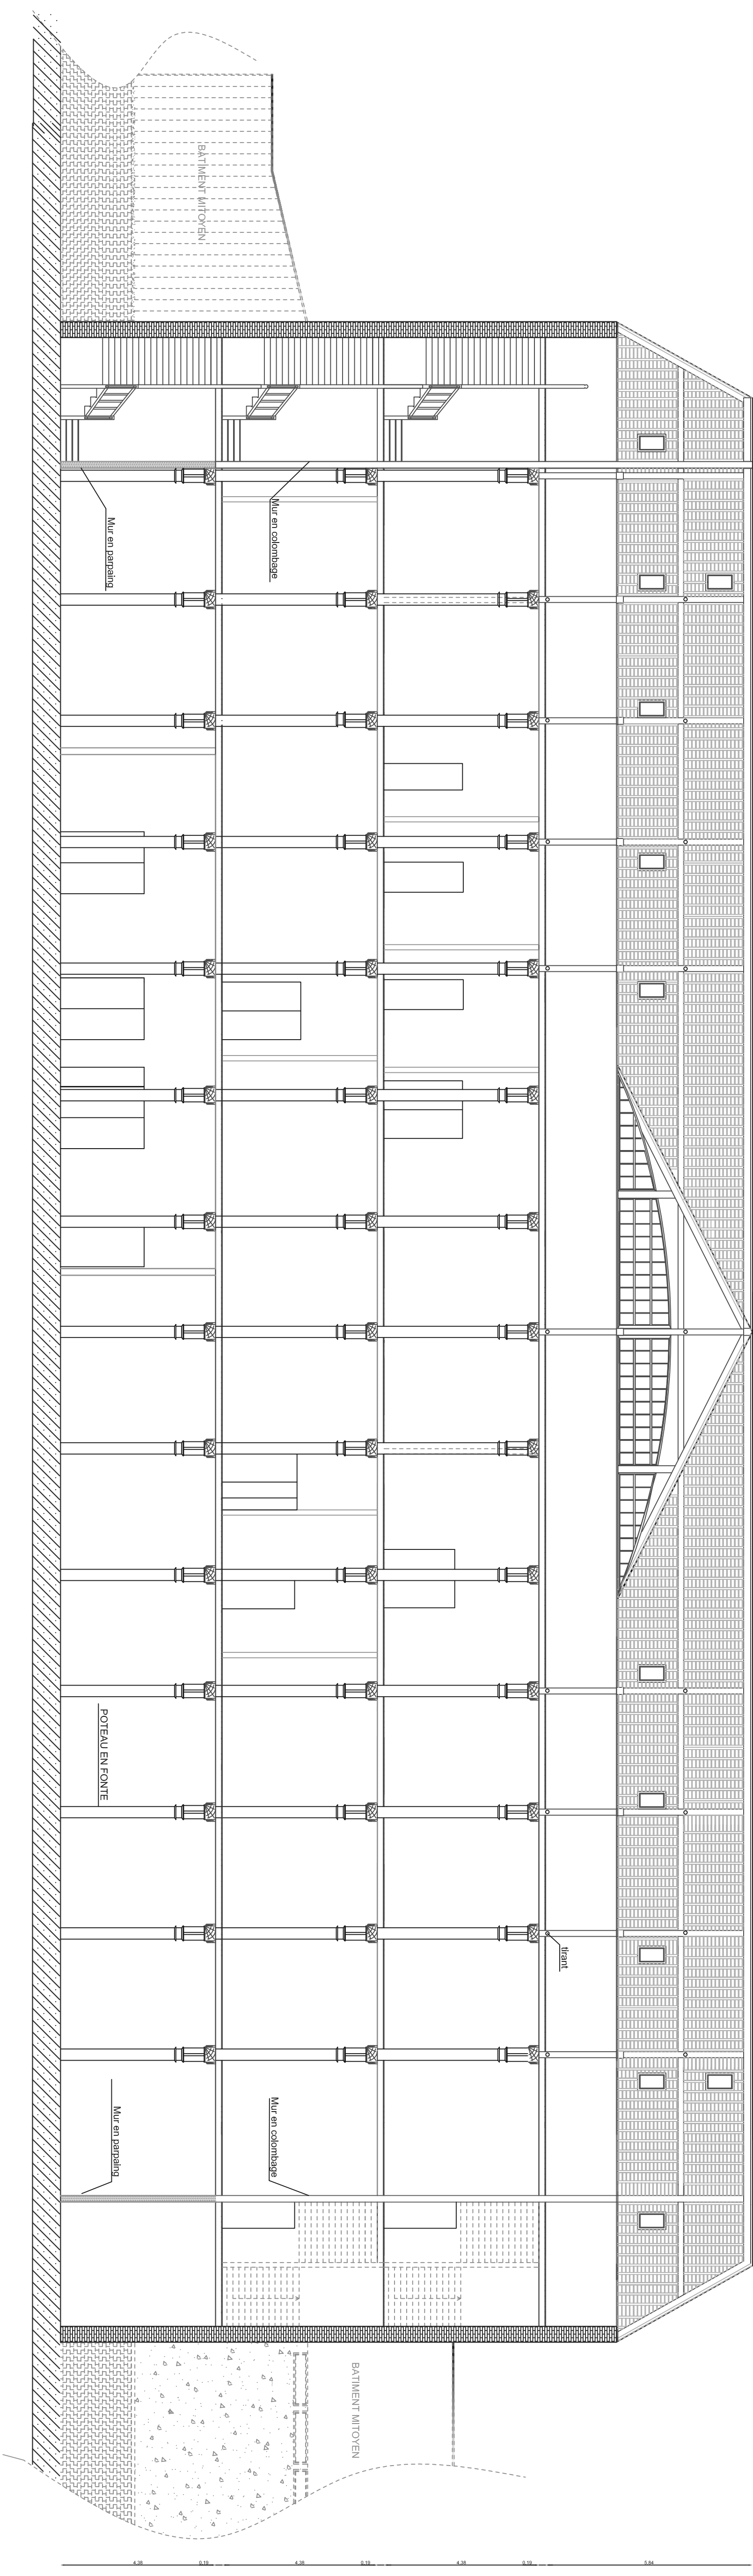 BATIMENT MITOYEN
Mur en parpaing
Mur en colombage
POTEAU EN FONTE
tirant
Mur en parpaing
Mur en colombage
BATIMENT MITOYEN
4.38
0.19
4.38
0.19
4.38
0.19
5.64